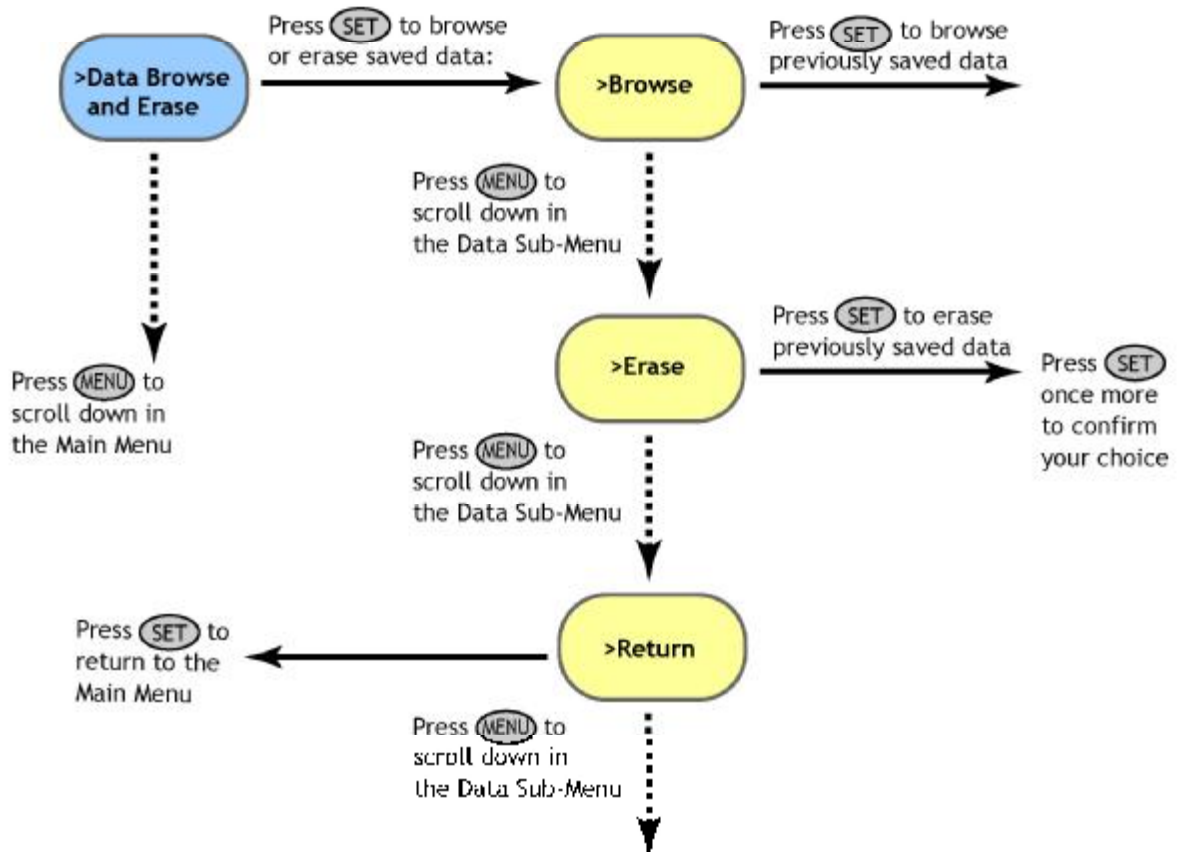 >Data Browse
and Erase
Press SET to browse
or erase saved data:
>Browse
Press SET to browse
previously saved data
Press MENU to
scroll down in
the Data Sub-Menu
Press MENU to
scroll down in
the Main Menu
>Erase
Press SET to erase
previously saved data
Press SET
once more
to confirm
your choice
Press MENU to
scroll down in
the Data Sub-Menu
>Return
Press SET to
return to the
Main Menu
Press MENU to
scroll down in
the Data Sub-Menu